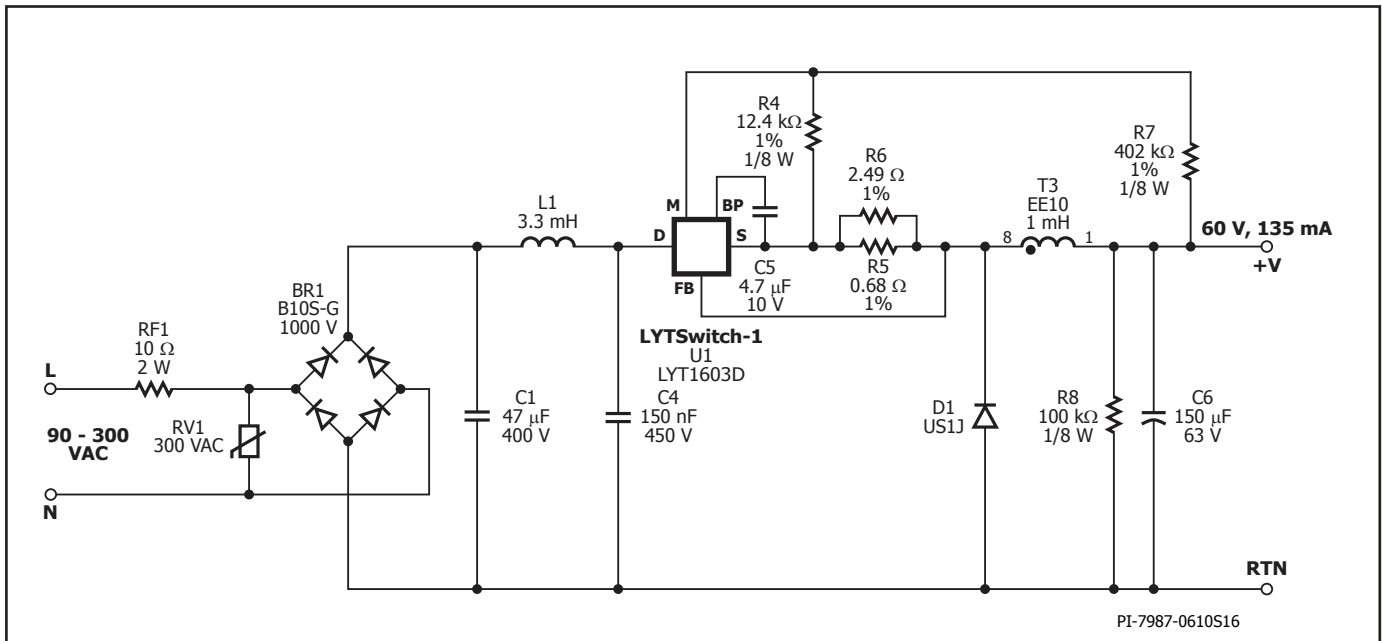 R4
12.4 kΩ
1%
1/8 W
R7
402 kΩ
1%
1/8 W
R6
2.49 Ω
1%
T3
EE10
1 mH
L1
3.3 mH
M
BP
D
S
FB
8
1
60 V, 135 mA
+V
C5
4.7 μF
10 V
R5
0.68 Ω
1%
BR1
B10S-G
1000 V
LYTSwitch-1
U1
LYT1603D
RF1
10 Ω
2 W
L
C1
47 μF
400 V
C4
150 nF
450 V
D1
US1J
R8
100 kΩ
1/8 W
C6
150 μF
63 V
RV1
300 VAC
90 - 300
VAC
N
RTN
PI-7987-0610S16